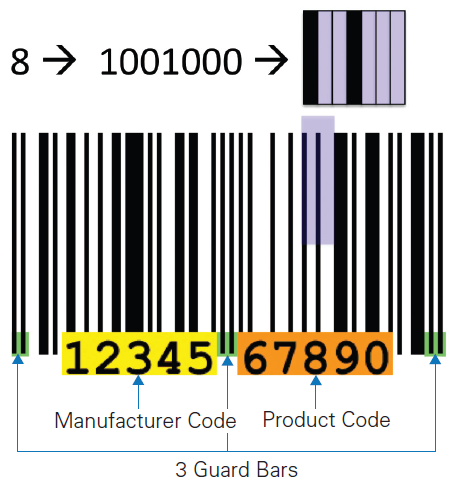 8 → 1001000 →
12345 67890
Manufacturer Code Product Code
3 Guard Bars